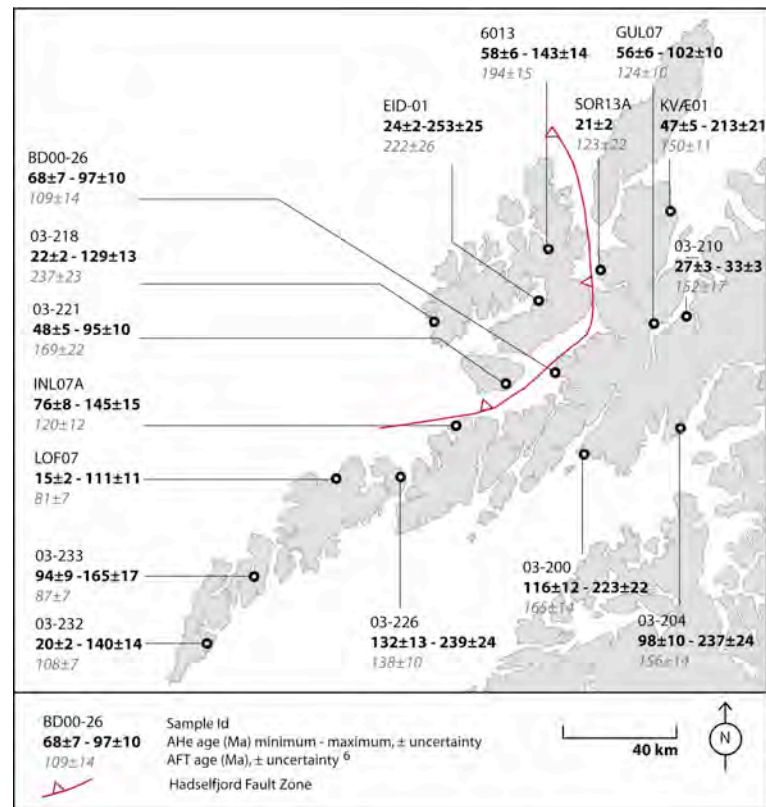 6013
58±6 - 143±14
194±15
GUL07
56±6 - 102±10
124±10
EID-01
24±2-253±25
222±26
SOR13A
21±2
123±22
KVÆ01
47±5 - 213±21
150±11
BD00-26
68±7 - 97±10
109±14
03-218
22±2 - 129±13
237±23
03-210
27±3 - 33±3
152±17
03-221
48±5 - 95±10
169±22
INL07A
76±8 - 145±15
120±12
LOF07
15±2 - 111±11
81±7
03-233
94±9 -165±17
87±7
03-232
20±2 - 140±14
108±7
03-226
132±13 - 239±24
138±10
03-200
116±12 - 223±22
165±14
03-204
98±10 - 237±24
156±14
BD00-26 Sample Id
68±7 - 97±10 AHe age (Ma) minimum - maximum, ± uncertainty
109±14 AFT age (Ma), ± uncertainty 6
Hadselfjord Fault Zone
40 km
N